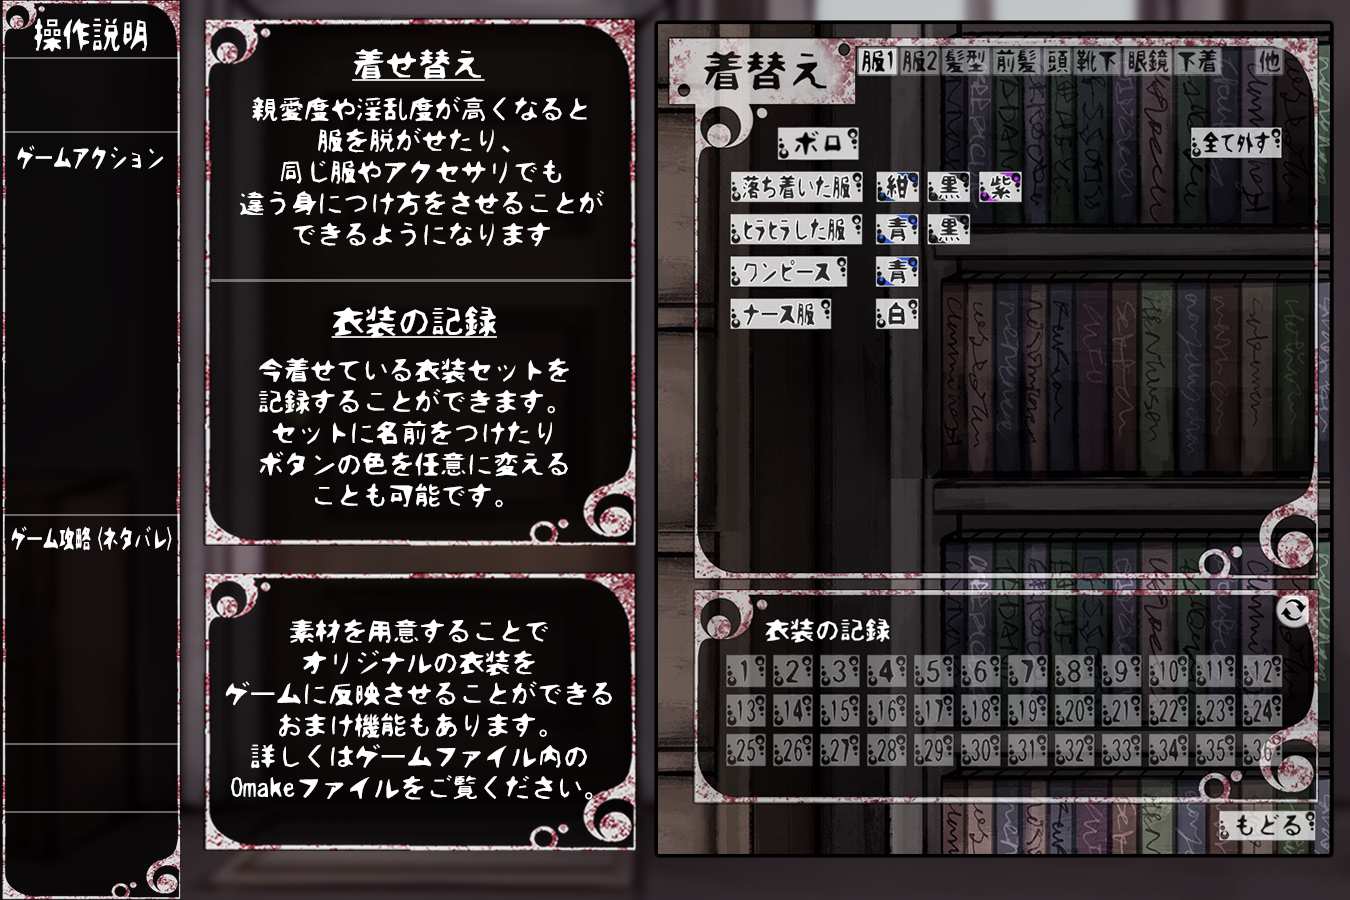 操作説明
ゲームアクション
ゲーム攻略(ネタバレ)
着せ替え
親愛度や淫乱度が高くなると
服を脱がせたり、
同じ服やアクセサリでも
違う身につけ方をさせることが
できるようになります
衣装の記録
今着せている衣装セットを
記録することができます。
セットに名前をつけたり
ボタンの色を任意に変える
ことも可能です。
素材を用意することで
オリジナルの衣装を
ゲームに反映させることができる
おまけ機能もあります。
詳しくはゲームファイル内の
Omakeファイルをご覧ください。
着替え
服1 服2 髪型 前髪 頭 靴下 眼鏡 下着 他
ボロ 全て外す
落ち着いた服 紺 黒 紫
ヒラヒラした服 青 黒
ワンピース 青
ナース服 白
衣装の記録
1 2 3 4 5 6 7 8 9 10 11 12
13 14 15 16 17 18 19 20 21 22 23 24
25 26 27 28 29 30 31 32 33 34 35 36
もどる